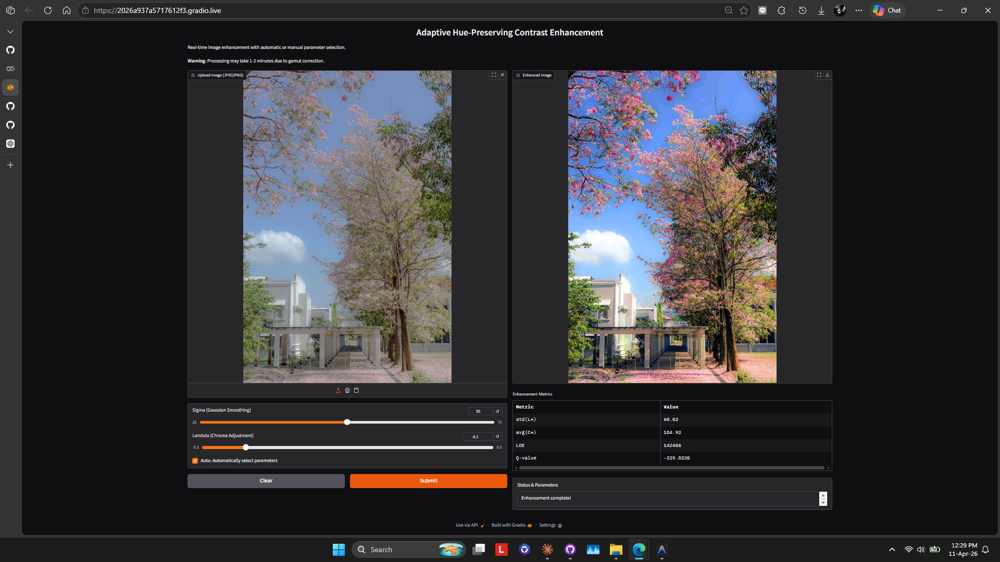 https://2026a937a5717612f3.gradio.live
Chat
Adaptive Hue-Preserving Contrast Enhancement
Real-time image enhancement with automatic or manual parameter selection.
Warning: Processing may take 1-2 minutes due to gamut correction.
Upload Image (JPEG/PNG)
Enhanced Image
Sigma (Gaussian Smoothing)
50
25
75
Lambda (Chroma Adjustment)
-0.1
-0.2
0.5
Auto: Automatically select parameters
Clear
Submit
Enhancement Metrics
Metric Value
std(L*) 60.02
avg(C*) 184.92
LOE 142406
Q-value -229.8220
Status & Parameters
Enhancement complete!
Use via API · Built with Gradio · Settings
Search
L
12:29 PM
11-Apr-26